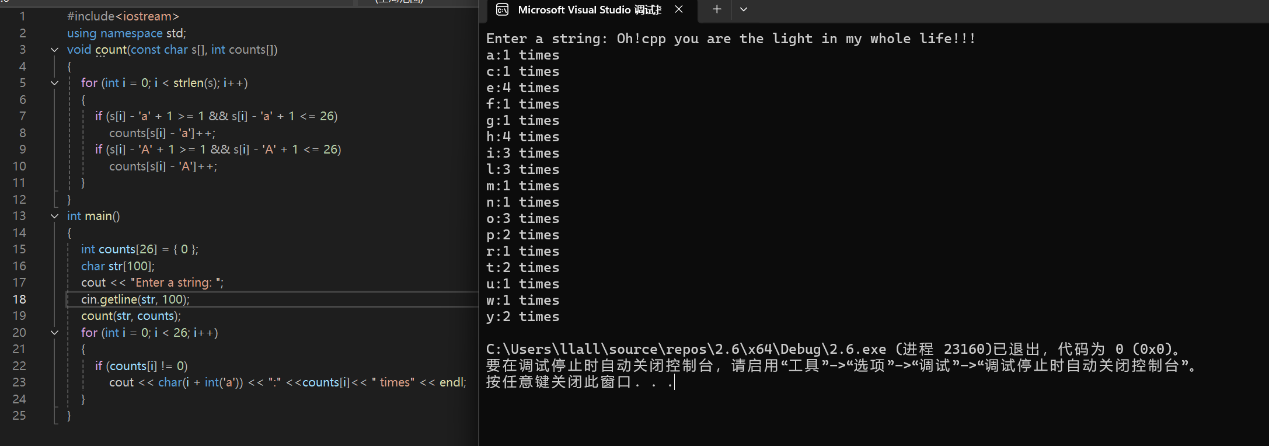 (全局范围)
1 #include<iostream>
2 using namespace std;
3 void count(const char s[], int counts[])
4 {
5 for (int i = 0; i < strlen(s); i++)
6 {
7 if (s[i] - 'a' + 1 >= 1 && s[i] - 'a' + 1 <= 26)
8 counts[s[i] - 'a']++;
9 if (s[i] - 'A' + 1 >= 1 && s[i] - 'A' + 1 <= 26)
10 counts[s[i] - 'A']++;
11 }
12 }
13 int main()
14 {
15 int counts[26] = { 0 };
16 char str[100];
17 cout << "Enter a string: ";
18 cin.getline(str, 100);
19 count(str, counts);
20 for (int i = 0; i < 26; i++)
21 {
22 if (counts[i] != 0)
23 cout << char(i + int('a')) << ":" <<counts[i]<< " times" << endl;
24 }
25 }
Microsoft Visual Studio 调试
Enter a string: Oh!cpp you are the light in my whole life!!!
a:1 times
c:1 times
e:4 times
f:1 times
g:1 times
h:4 times
i:3 times
l:3 times
m:1 times
n:1 times
o:3 times
p:2 times
r:1 times
t:2 times
u:1 times
w:1 times
y:2 times
C:\Users\llall\source\repos\2.6\x64\Debug\2.6.exe (进程 23160)已退出，代码为 0 (0x0)。
要在调试停止时自动关闭控制台，请启用“工具”->“选项”->“调试”->“调试停止时自动关闭控制台”。
按任意键关闭此窗口. . .